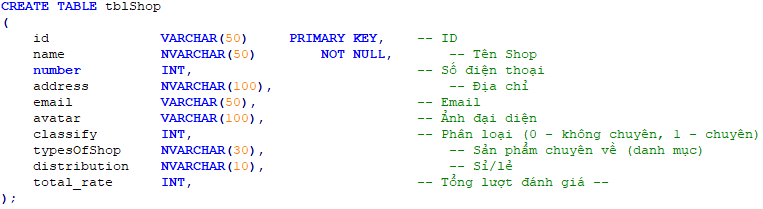 CREATE TABLE tblShop
(
id VARCHAR(50) PRIMARY KEY, -- ID
name NVARCHAR(50) NOT NULL, -- Tên Shop
number INT, -- Số điện thoại
address NVARCHAR(100), -- Địa chỉ
email VARCHAR(50), -- Email
avatar VARCHAR(100), -- Ảnh đại diện
classify INT, -- Phân loại (0 - không chuyên, 1 - chuyên)
typesOfShop NVARCHAR(30), -- Sản phẩm chuyên về (danh mục)
distribution NVARCHAR(10), -- Sỉ/lẻ
total_rate INT, -- Tổng lượt đánh giá --
);